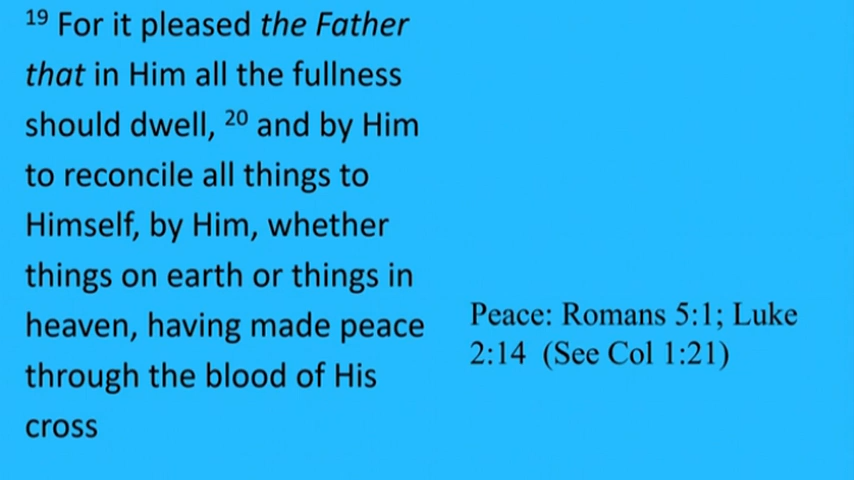 19 For it pleased the Father
that in Him all the fullness
should dwell, 20 and by Him
to reconcile all things to
Himself, by Him, whether
things on earth or things in
heaven, having made peace
through the blood of His
cross
Peace: Romans 5:1; Luke
2:14 (See Col 1:21)